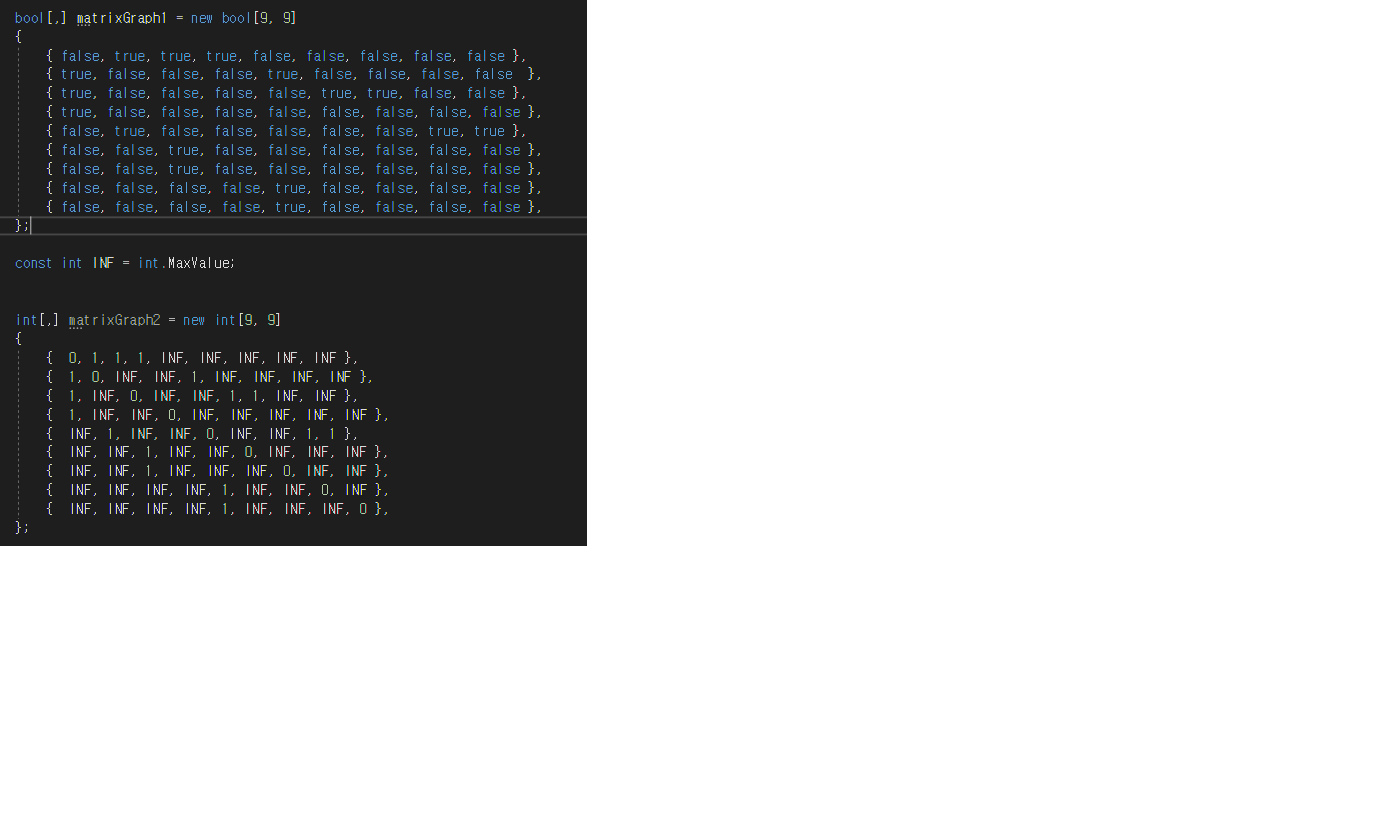 bool[,] matrixGraph1 = new bool[9, 9]
{
{ false, true, true, true, false, false, false, false, false },
{ true, false, false, false, true, false, false, false, false },
{ true, false, false, false, false, true, true, false, false },
{ true, false, false, false, false, false, false, false, false },
{ false, true, false, false, false, false, false, true, true },
{ false, false, true, false, false, false, false, false, false },
{ false, false, true, false, false, false, false, false, false },
{ false, false, false, false, true, false, false, false, false },
{ false, false, false, false, true, false, false, false, false },
};
const int INF = int.MaxValue;
int[,] matrixGraph2 = new int[9, 9]
{
{ 0, 1, 1, 1, INF, INF, INF, INF, INF },
{ 1, 0, INF, INF, 1, INF, INF, INF, INF },
{ 1, INF, 0, INF, INF, 1, 1, INF, INF },
{ 1, INF, INF, 0, INF, INF, INF, INF, INF },
{ INF, 1, INF, INF, 0, INF, INF, 1, 1 },
{ INF, INF, 1, INF, INF, 0, INF, INF, INF },
{ INF, INF, 1, INF, INF, INF, 0, INF, INF },
{ INF, INF, INF, INF, 1, INF, INF, 0, INF },
{ INF, INF, INF, INF, 1, INF, INF, INF, 0 },
};